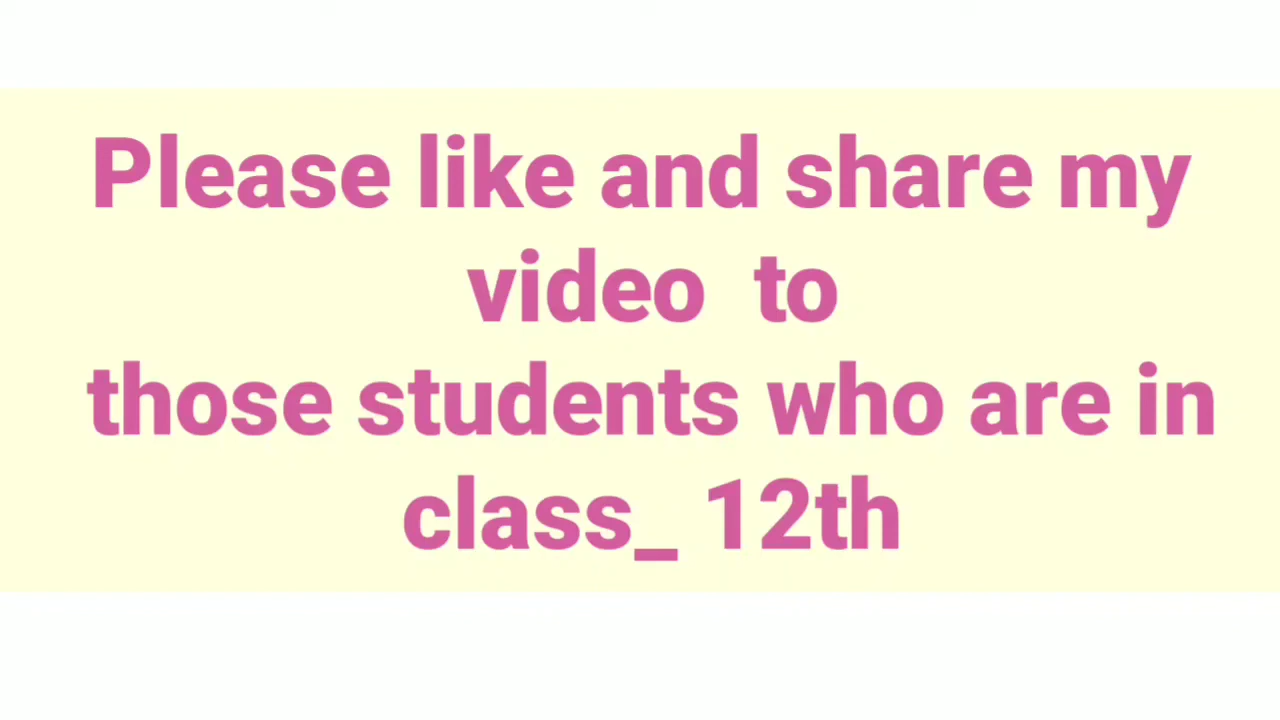 Please like and share my
video  to
those students who are in
class_ 12th